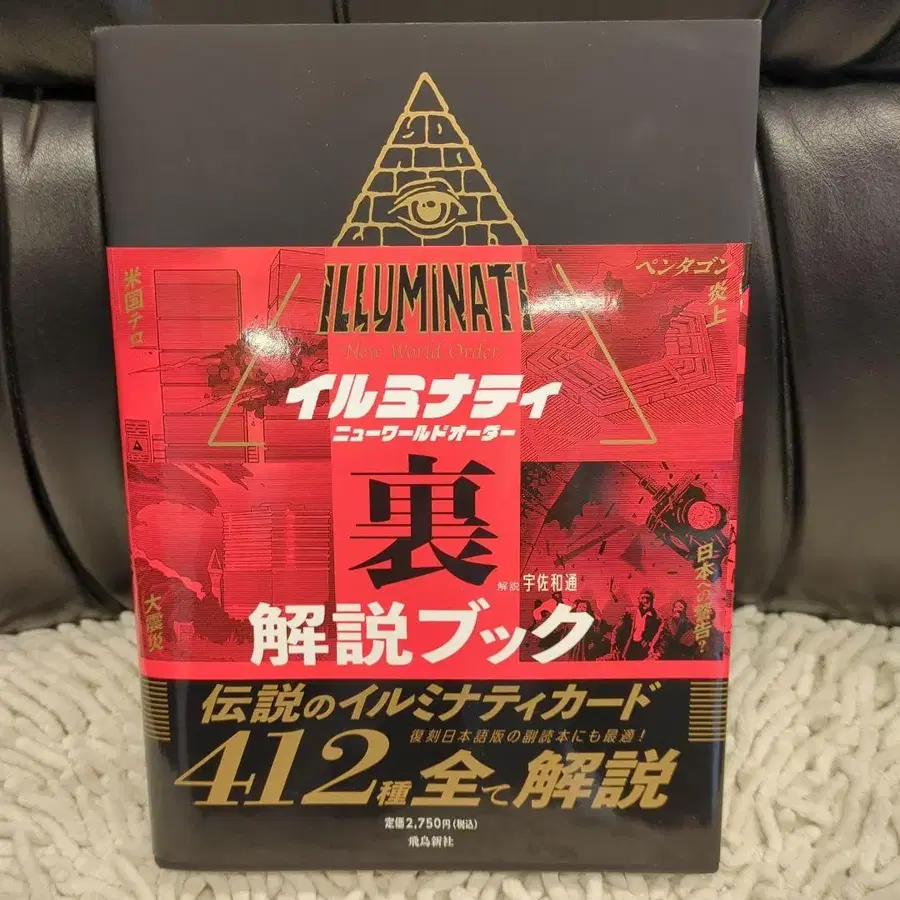 ILLUMINATI
New World Order
イルミナティ
ニューワールドオーダー
裏
解説 宇佐和通
解説ブック
米国テロ
ペンタゴン
炎上
大震災
日本への警告?
伝説のイルミナティカード
復刻日本語版の副読本にも最適!
412種全て解説
定価2,750円(税込)
飛鳥新社